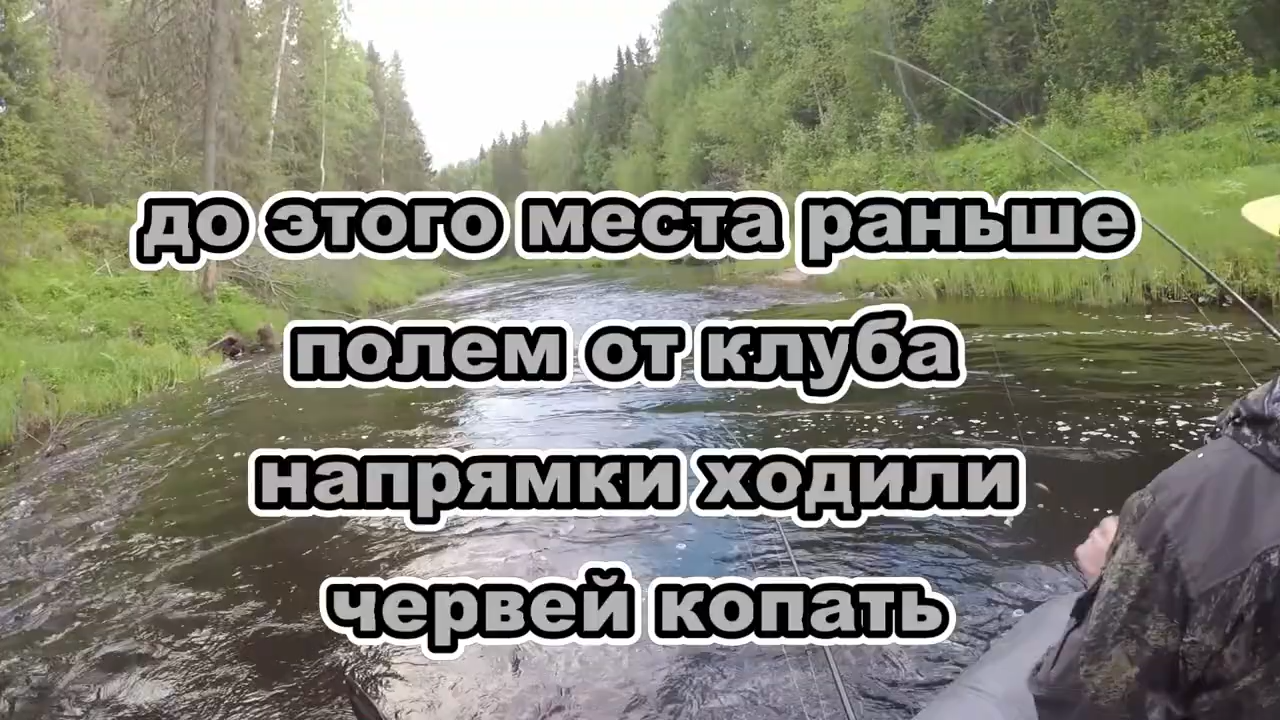 до этого места раньше
полем от клуба
напрямки ходили
червей копать